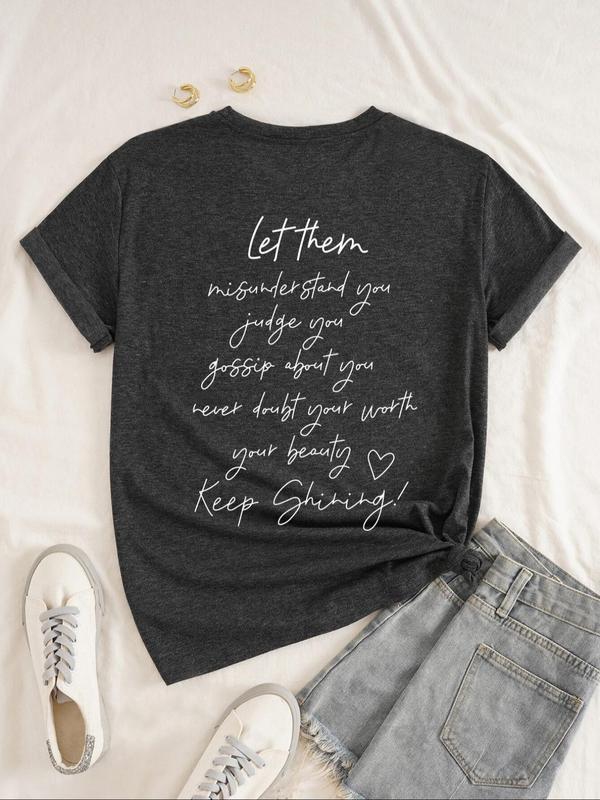 Let them
misunderstand you
judge you
gossip about you
never doubt your worth
your beauty
Keep Shining!